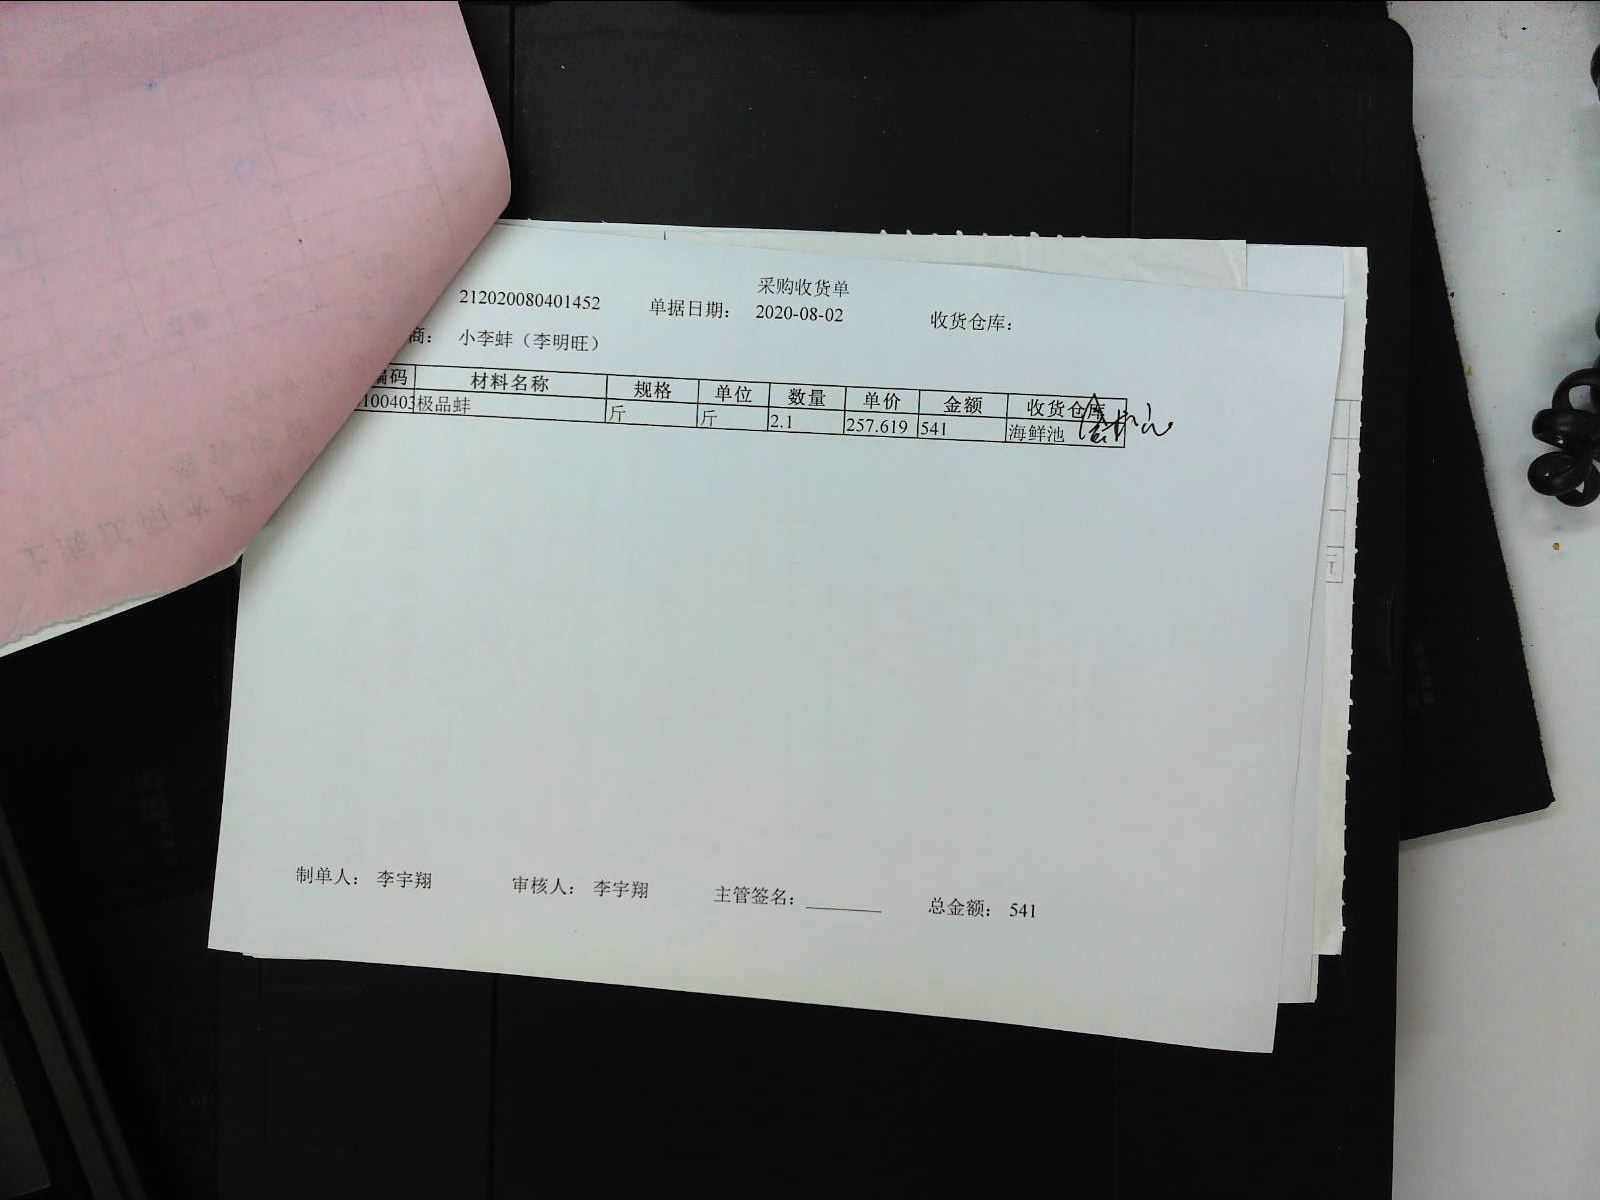 采购收货单
212020080401452 单据日期： 2020-08-02 收货仓库：
商： 小李蚌（李明旺）
编码 材料名称 规格 单位 数量 单价 金额 收货仓库
100403 极品蚌 斤 斤 2.1 257.619 541 海鲜池
制单人： 李宇翔 审核人： 李宇翔 主管签名： 总金额： 541